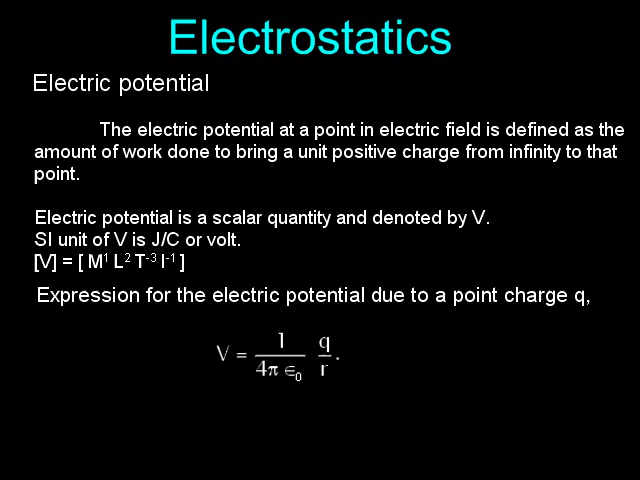 Electrostatics
Electric potential
The electric potential at a point in electric field is defined as the
amount of work done to bring a unit positive charge from infinity to that
point.
Electric potential is a scalar quantity and denoted by V.
SI unit of V is J/C or volt.
[V] = [ M¹ L² T⁻³ I⁻¹ ]
Expression for the electric potential due to a point charge q,
V = 1/(4π ∈₀) q/r.